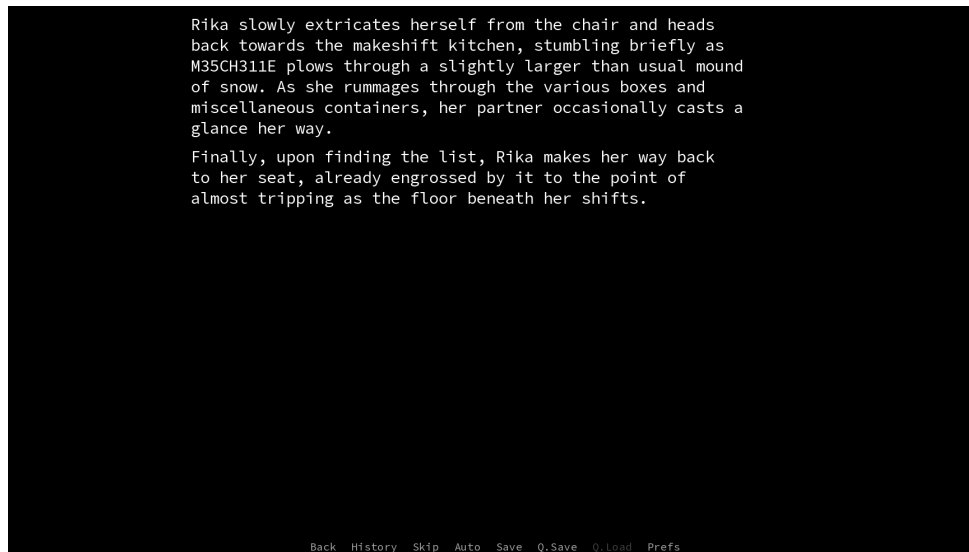 Rika slowly extricates herself from the chair and heads
back towards the makeshift kitchen, stumbling briefly as
M35CH311E plows through a slightly larger than usual mound
of snow. As she rummages through the various boxes and
miscellaneous containers, her partner occasionally casts a
glance her way.
Finally, upon finding the list, Rika makes her way back
to her seat, already engrossed by it to the point of
almost tripping as the floor beneath her shifts.
Back History Skip Auto Save Q.Save Q.Load Prefs